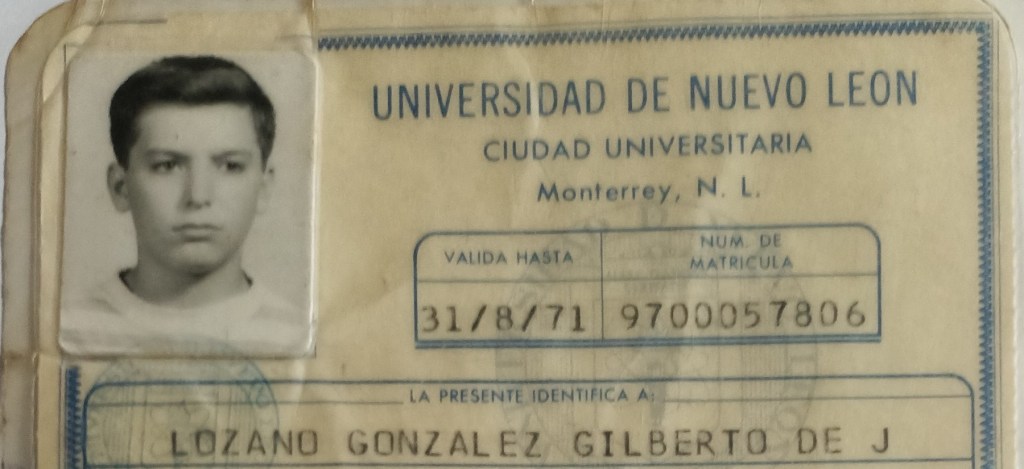 UNIVERSIDAD DE NUEVO LEON
CIUDAD UNIVERSITARIA
Monterrey, N. L.
VALIDA HASTA
NUM. DE
MATRICULA
31/8/71
9700057806
LA PRESENTE IDENTIFICA A:
LOZANO GONZALEZ GILBERTO DE J